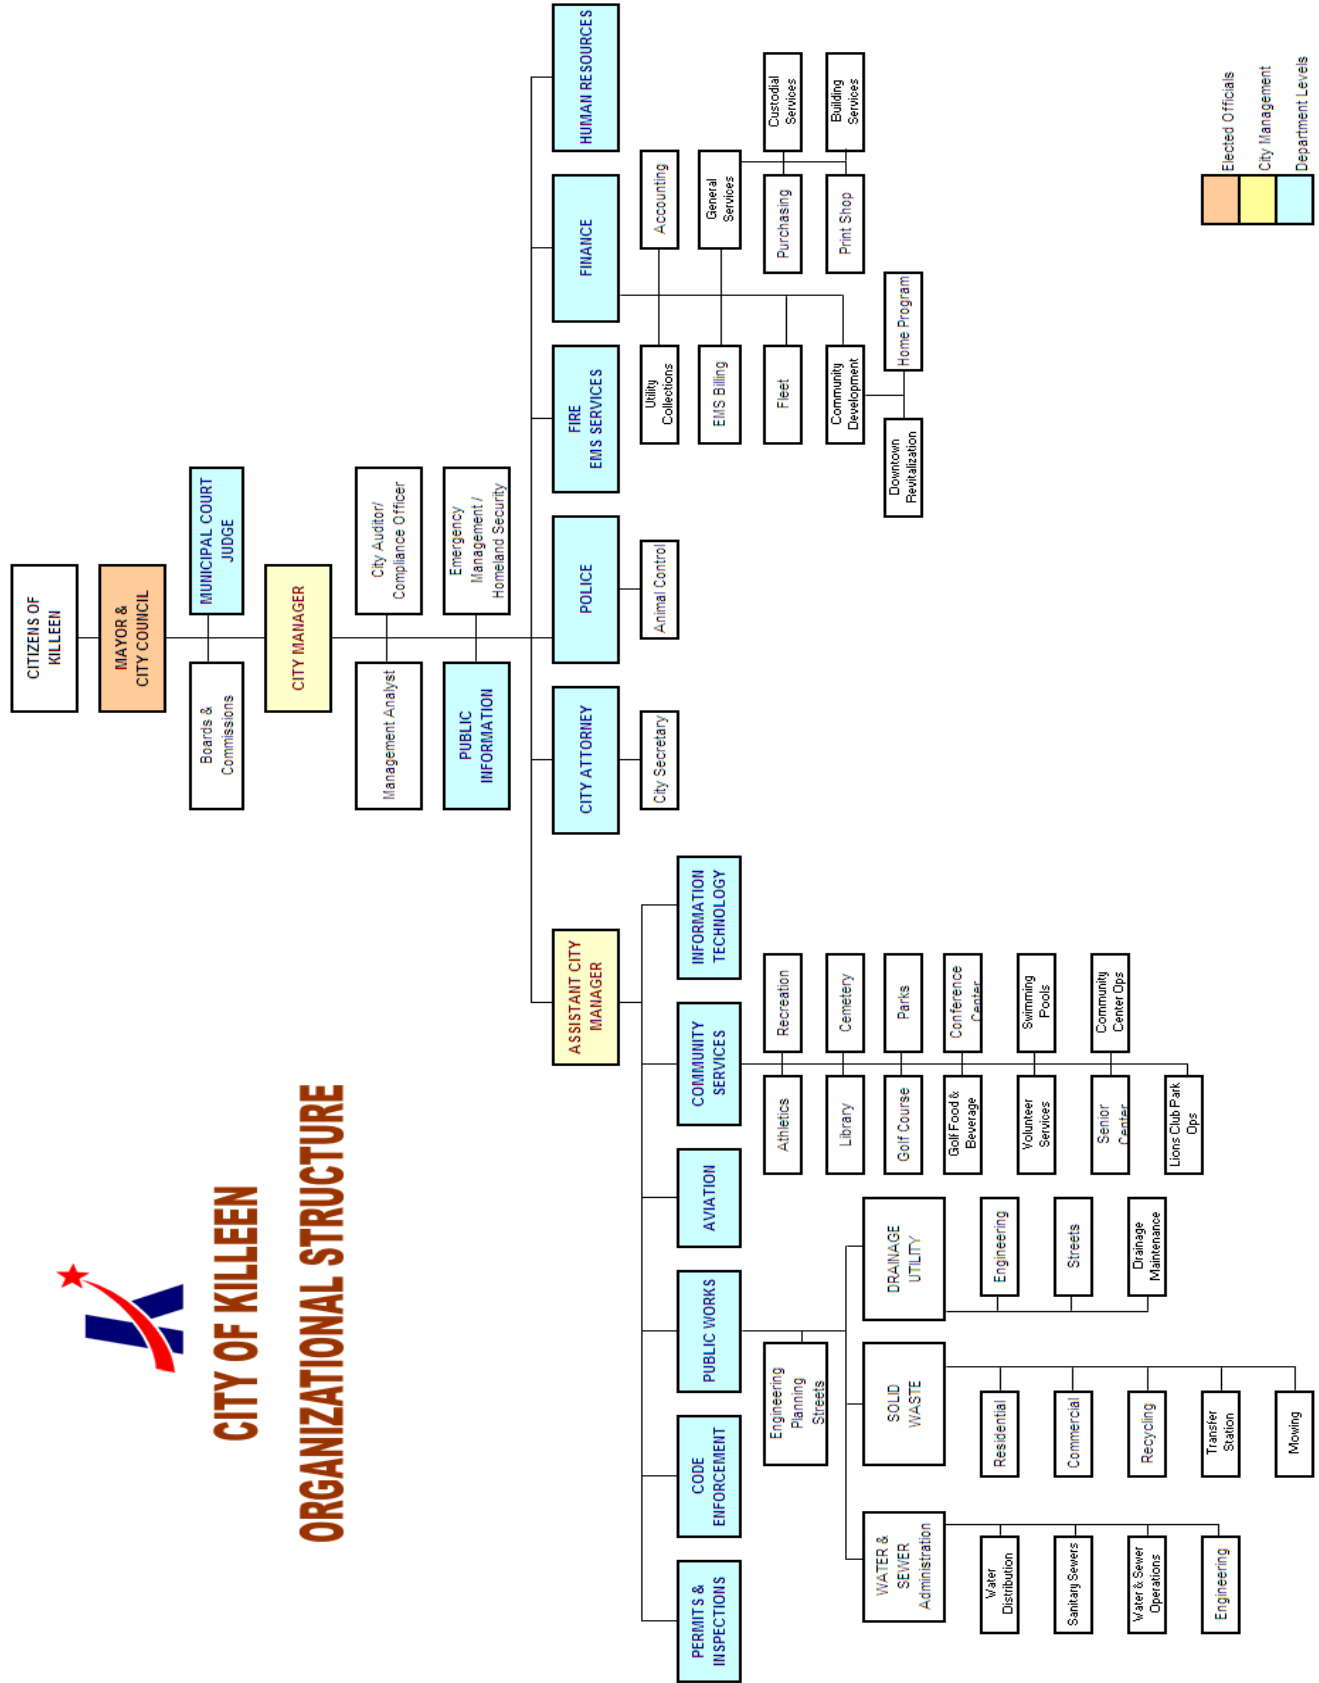 CITY OF KILLEEN
ORGANIZATIONAL STRUCTURE
CITIZENS OF
KILLEEN
MAYOR &
CITY COUNCIL
Boards &
Commissions
MUNICIPAL COURT
JUDGE
CITY MANAGER
Management Analyst
City Auditor/
Compliance Officer
PUBLIC
INFORMATION
Emergency
Management /
Homeland Security
ASSISTANT CITY
MANAGER
CITY ATTORNEY
POLICE
FIRE
EMS SERVICES
FINANCE
HUMAN RESOURCES
City Secretary
Animal Control
Utility
Collections
Accounting
EMS Billing
General
Services
Fleet
Purchasing
Custodial
Services
Community
Development
Print Shop
Building
Services
Downtown
Revitalization
Home Program
PERMITS &
INSPECTIONS
CODE
ENFORCEMENT
PUBLIC WORKS
AVIATION
COMMUNITY
SERVICES
INFORMATION
TECHNOLOGY
Engineering
Planning
Streets
WATER &
SEWER
Administration
SOLID
WASTE
DRAINAGE
UTILITY
Water
Distribution
Sanitary Sewers
Water & Sewer
Operations
Engineering
Residential
Commercial
Recycling
Transfer
Station
Mowing
Engineering
Streets
Drainage
Maintenance
Athletics
Recreation
Library
Cemetery
Golf Course
Parks
Golf Food &
Beverage
Conference
Center
Volunteer
Services
Swimming
Pools
Senior
Center
Community
Center Ops
Lions Club Park
Ops
Elected Officials
City Management
Department Levels